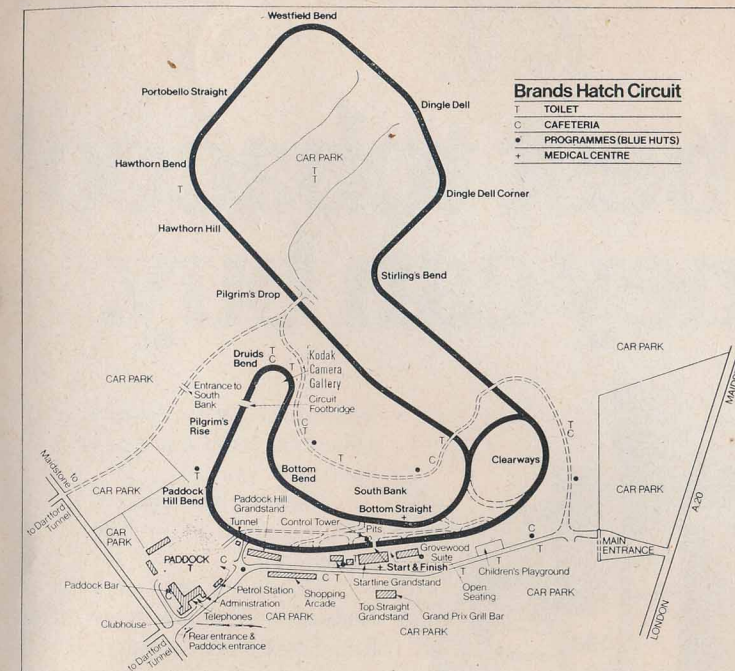 Westfield Bend
Portobello Straight
Dingle Dell
Brands Hatch Circuit
T TOILET
C CAFETERIA
● PROGRAMMES (BLUE HUTS)
+ MEDICAL CENTRE
CAR PARK
T
T
Hawthorn Bend
T
Dingle Dell Corner
Hawthorn Hill
Stirling's Bend
Pilgrim's Drop
CAR PARK
Druids
Bend
T
C
T
Kodak
Camera
Gallery
CAR PARK
Entrance to
South
Bank
Circuit
Footbridge
Pilgrim's
Rise
C
T
T
T
C
Maidstone to
to Dartford
Tunnel
CAR PARK
T
Paddock
Hill Bend
Bottom
Bend
T
C
South Bank
Clearways
CAR PARK
A.20
CAR PARK
Paddock Hill
Grandstand
Bottom Straight
+
Tunnel
Control Tower
Pits
C
T
MAIN
ENTRANCE
PADDOCK
T
C
Grovewood
Suite
+ Start & Finish
T
Children's Playground
Paddock Bar
C
Petrol Station
Administration
Telephones
Shopping
Arcade
C T
Startline Grandstand
Top Straight
Grandstand
Open
Seating
CAR PARK
Grand Prix Grill Bar
Clubhouse
CAR PARK
CAR PARK
Rear entrance &
Paddock entrance
to Dartford
Tunnel
LONDON